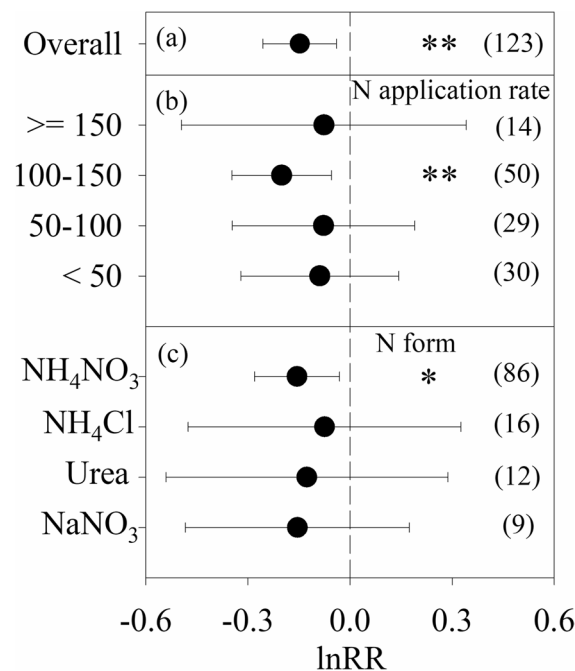 Overall (a) ** (123)
(b) N application rate
>= 150 (14)
100-150 ** (50)
50-100 (29)
< 50 (30)
(c) N form
NH₄NO₃ * (86)
NH₄Cl (16)
Urea (12)
NaNO₃ (9)
-0.6 -0.3 0.0 0.3 0.6
lnRR